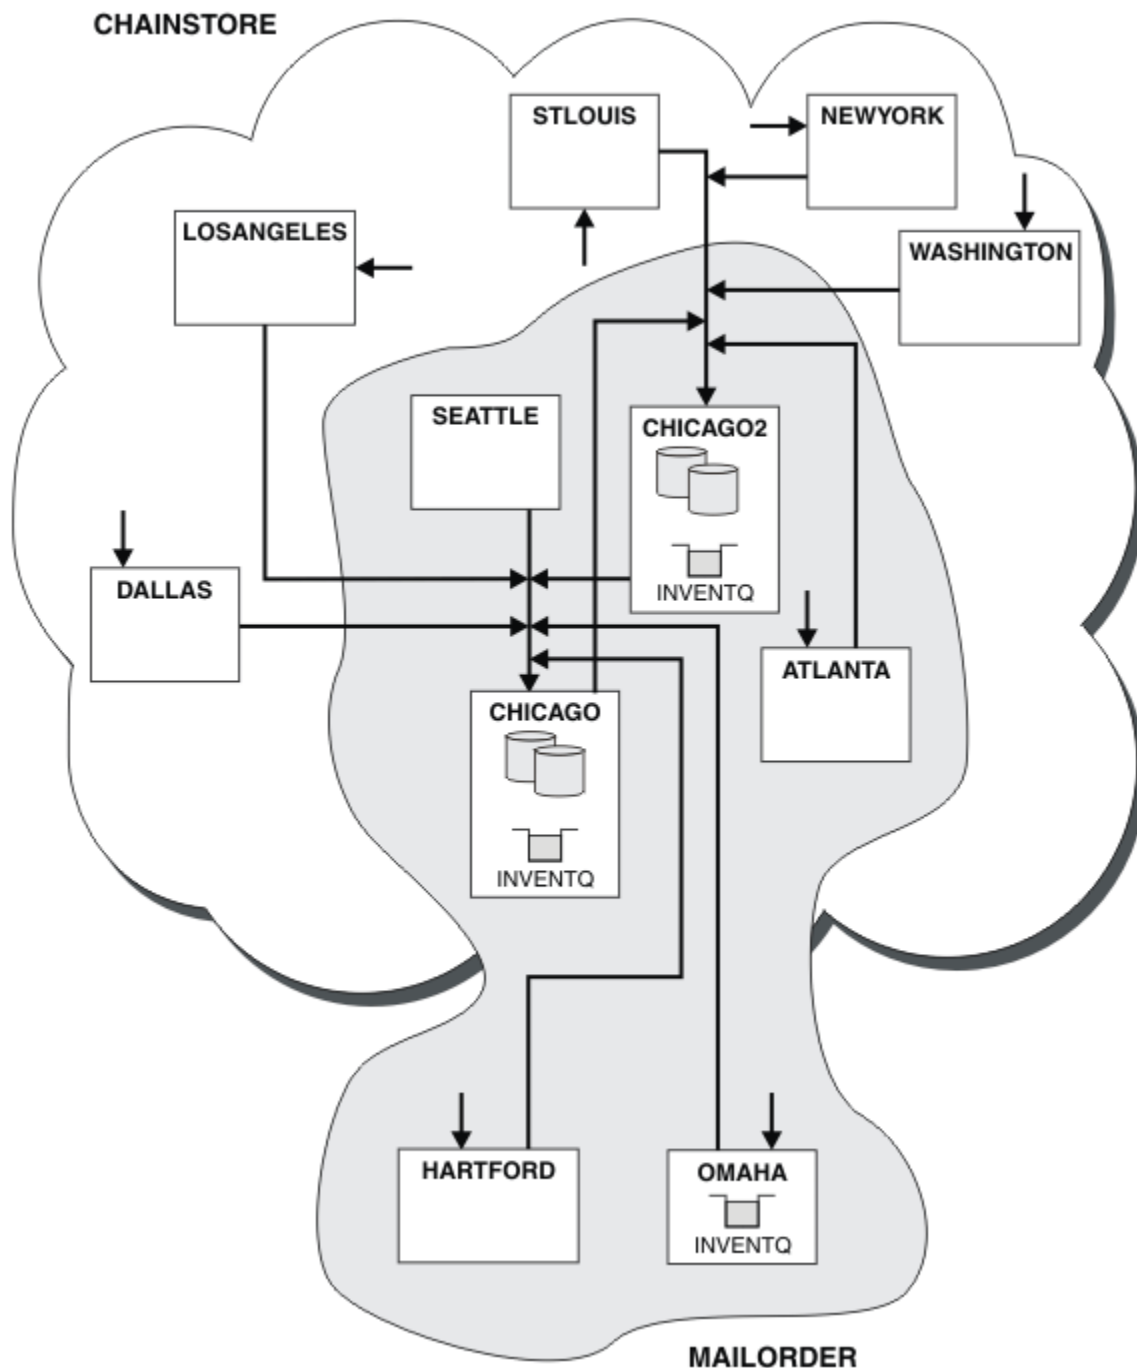 CHAINSTORE
STLOUIS
NEWYORK
LOSANGELES
WASHINGTON
SEATTLE
CHICAGO2
INVENTQ
DALLAS
ATLANTA
CHICAGO
INVENTQ
HARTFORD
OMAHA
INVENTQ
MAILORDER